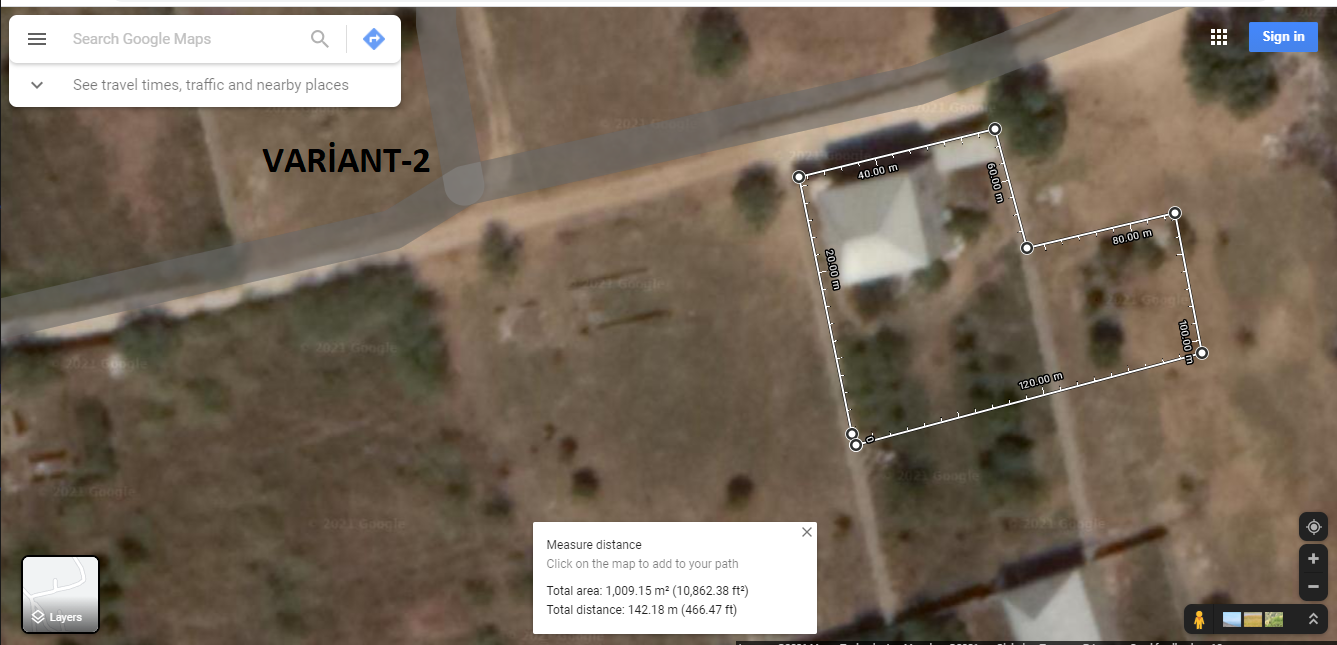 Search Google Maps
Sign in
See travel times, traffic and nearby places
© 2021 Google
VARİANT-2
40.00 m
60.00 m
80.00 m
20.00 m
100.00 m
120.00 m
0
© 2021 Google
© 2021 Google
© 2021 Google
© 2021 Google
© 2021 Google
© 2021 Google
© 2021 Google
© 2021 Google
Measure distance
Click on the map to add to your path
Total area: 1,009.15 m² (10,862.38 ft²)
Total distance: 142.18 m (466.47 ft)
Layers